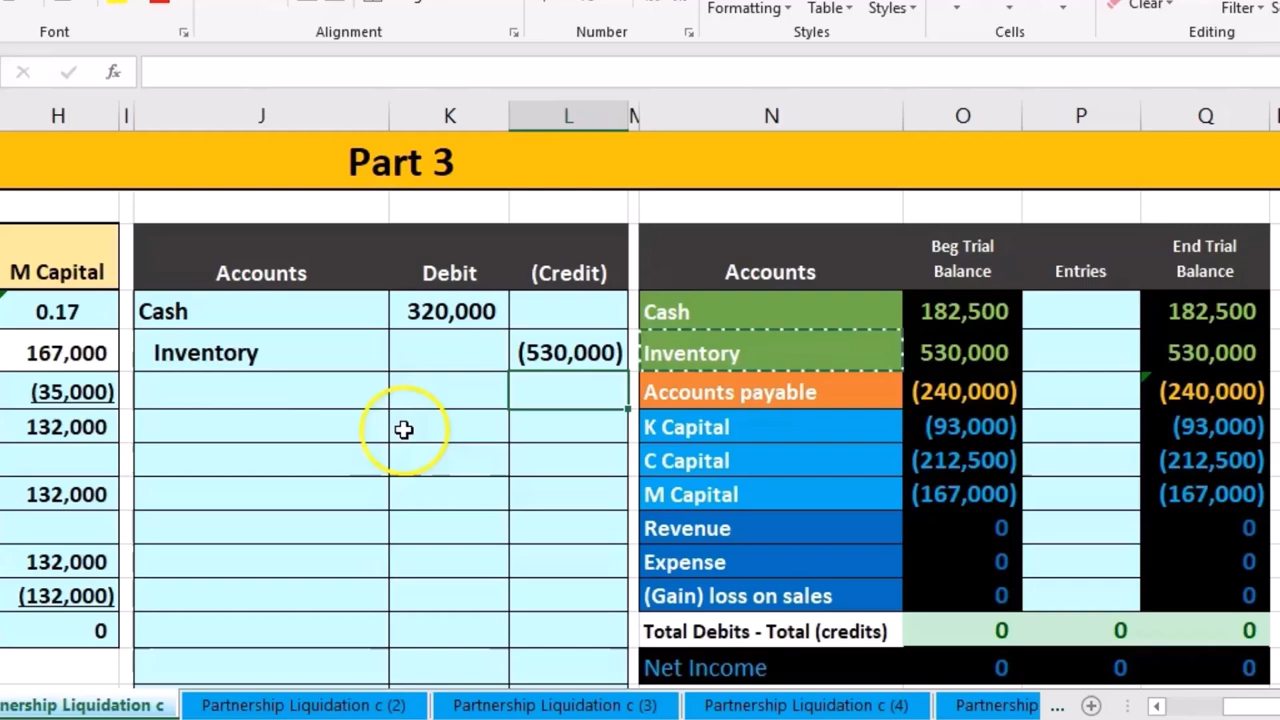 Formatting Table Styles Clear Filter
Font Alignment Number Styles Cells Editing
fx
H I J K L N O P Q
Part 3
M Capital Accounts Debit (Credit) Accounts Beg Trial Balance Entries End Trial Balance
0.17 Cash 320,000 Cash 182,500 182,500
167,000 Inventory (530,000) Inventory 530,000 530,000
(35,000) Accounts payable (240,000) (240,000)
132,000 K Capital (93,000) (93,000)
C Capital (212,500) (212,500)
132,000 M Capital (167,000) (167,000)
Revenue 0 0
132,000 Expense 0 0
(132,000) (Gain) loss on sales 0 0
0 Total Debits - Total (credits) 0 0 0
Net Income 0 0 0
nership Liquidation c Partnership Liquidation c (2) Partnership Liquidation c (3) Partnership Liquidation c (4) Partnership ...